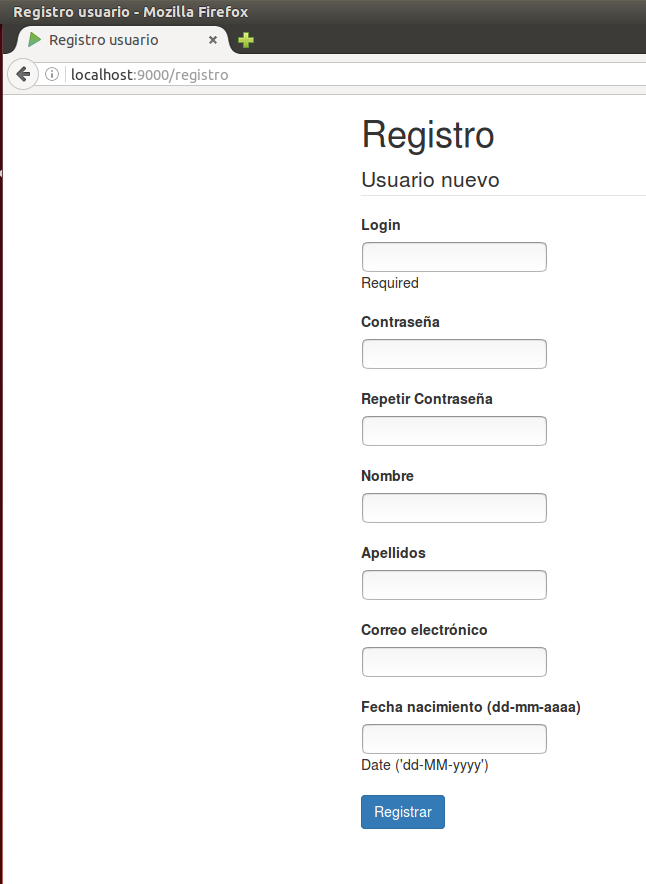 Registro usuario - Mozilla Firefox
Registro usuario
localhost:9000/registro
Registro
Usuario nuevo
Login
Required
Contraseña
Repetir Contraseña
Nombre
Apellidos
Correo electrónico
Fecha nacimiento (dd-mm-aaaa)
Date ('dd-MM-yyyy')
Registrar